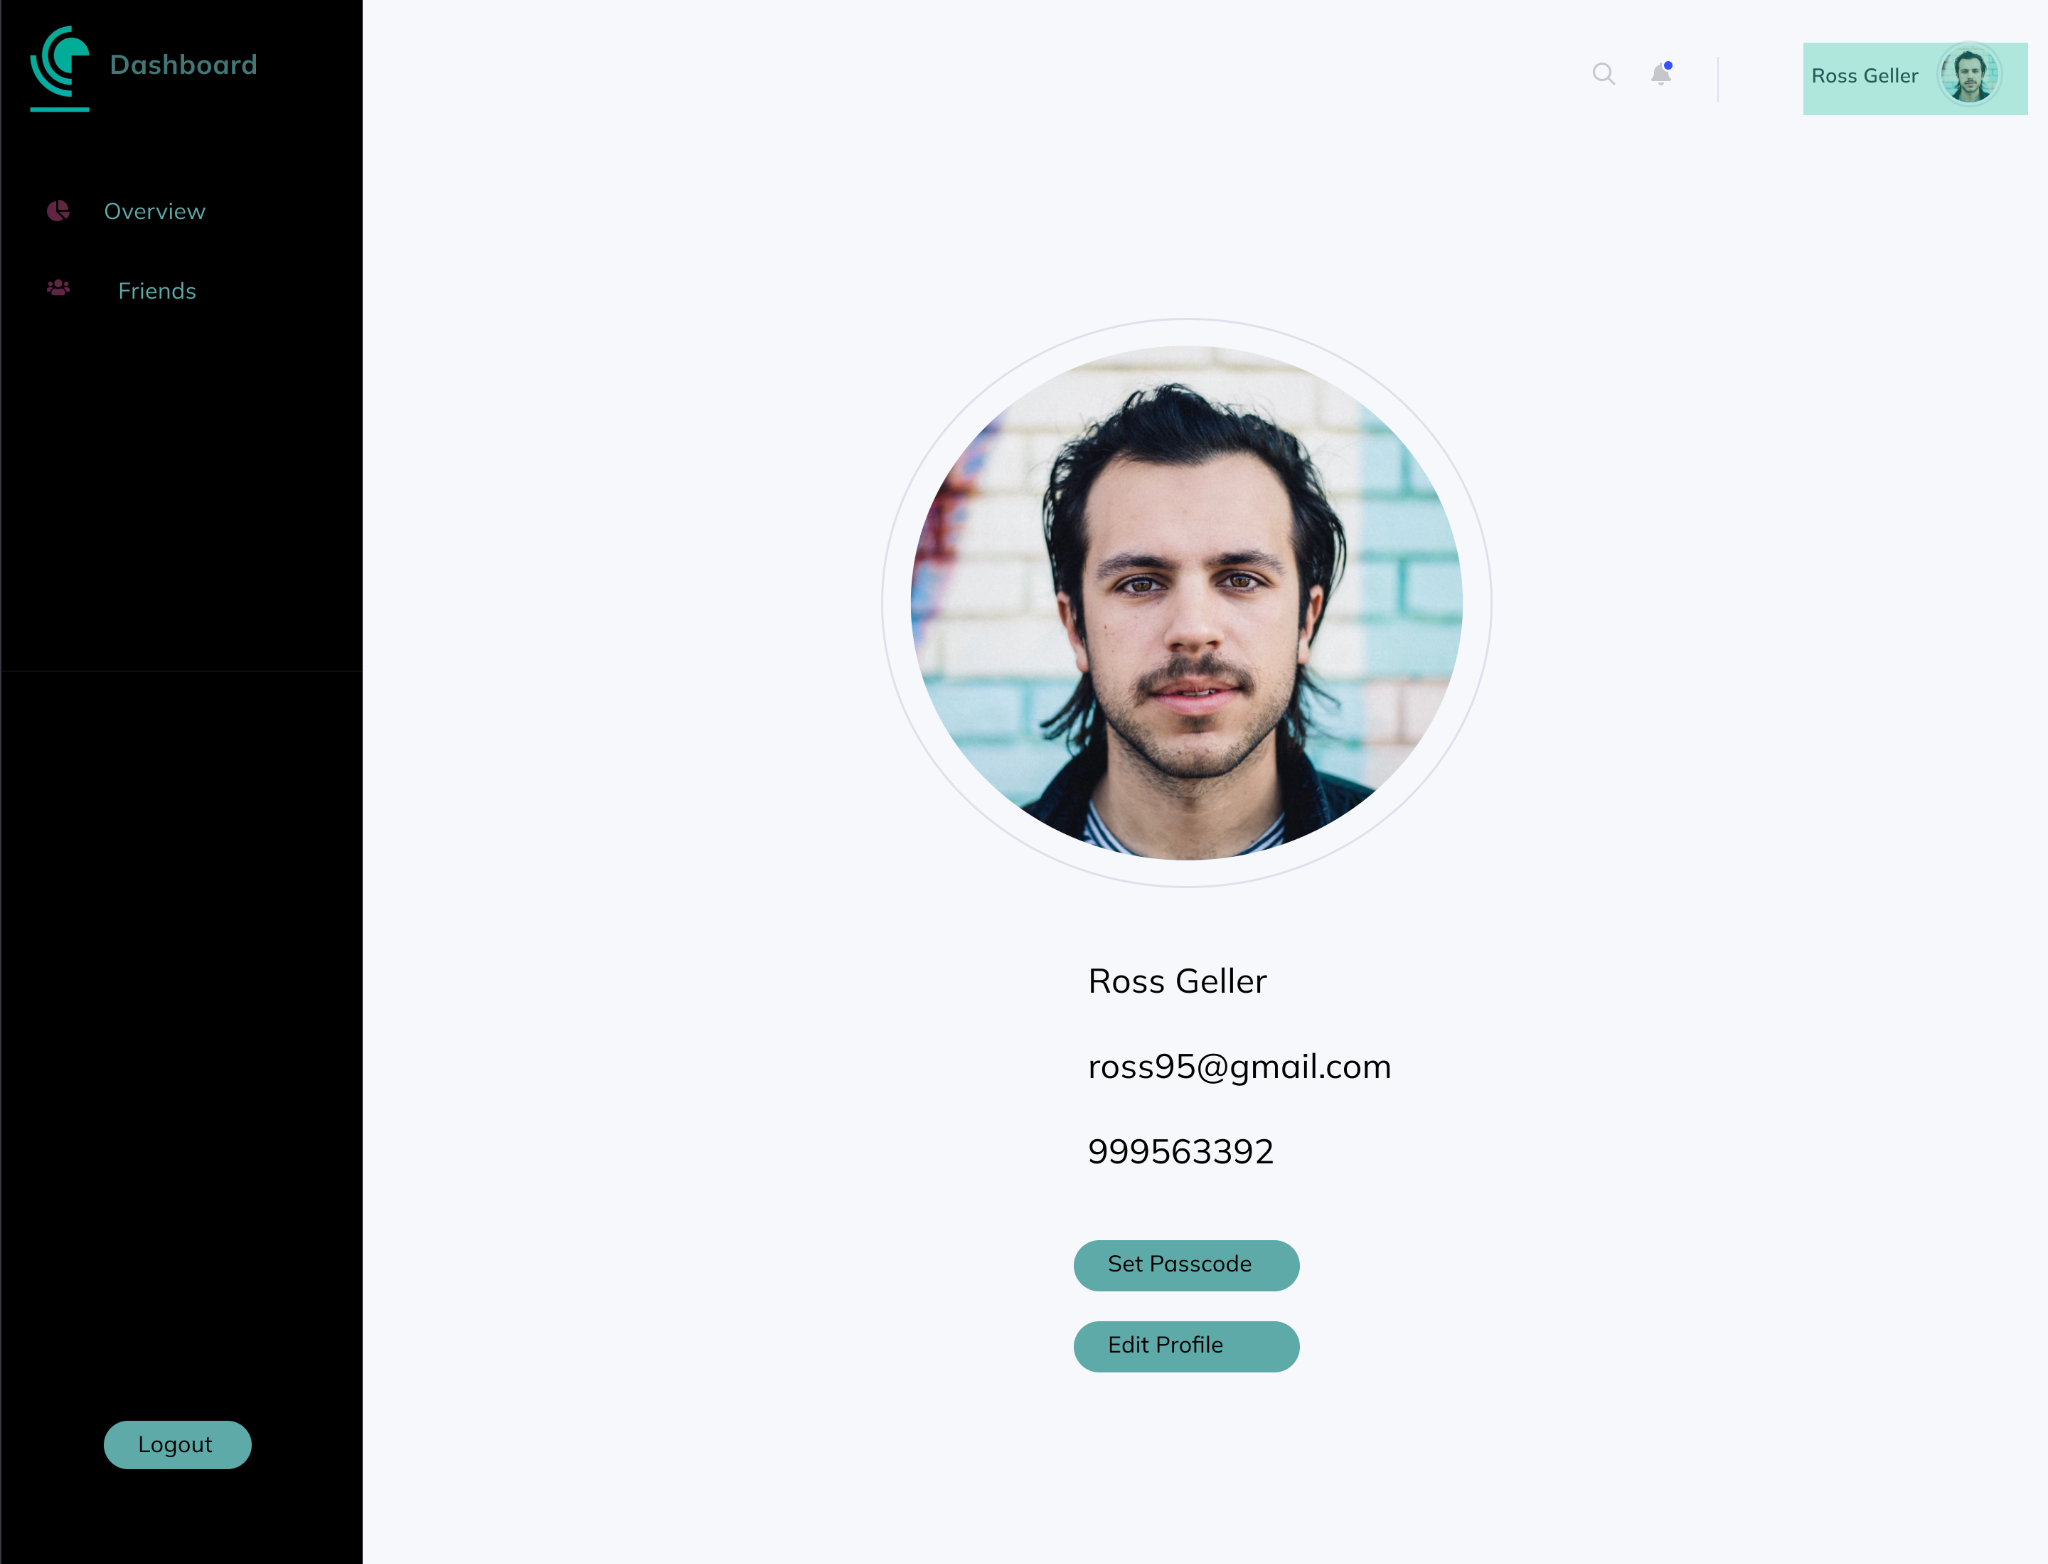 Dashboard
Ross Geller
Overview
Friends
Ross Geller
ross95@gmail.com
999563392
Set Passcode
Edit Profile
Logout